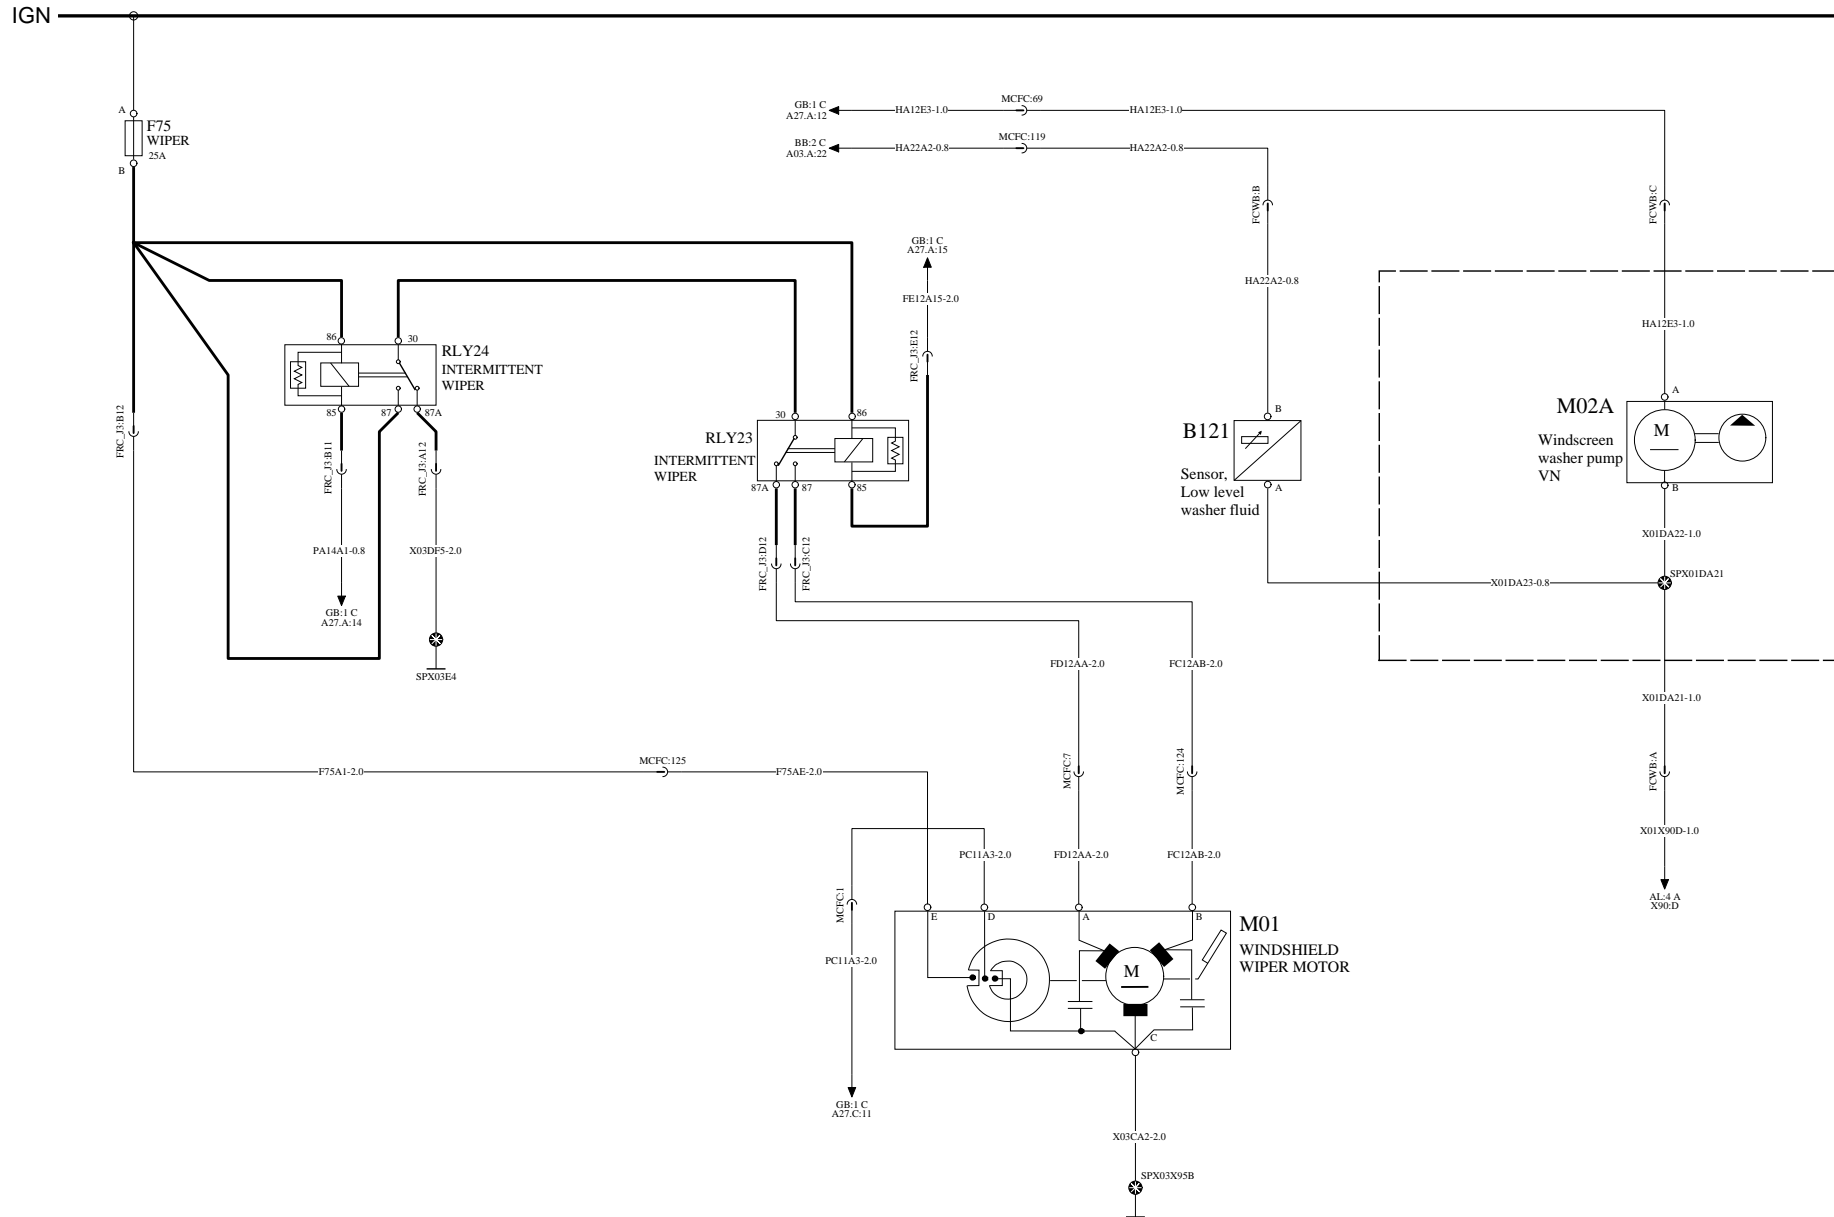 IGN
A
F75
WIPER
25A
B
GB:1 C
A27.A:12
HA12E3-1.0
MCFC:69
HA12E3-1.0
BB:2 C
A03.A:22
HA22A2-0.8
MCFC:119
HA22A2-0.8
FCWB:B
FCWB:C
GB:1 C
A27.A:15
FE12A15-2.0
FRC_J3:E12
HA22A2-0.8
HA12E3-1.0
86
30
RLY24
INTERMITTENT
WIPER
85
87
87A
FRC_J3:B12
FRC_J3:B11
FRC_J3:A12
30
86
RLY23
INTERMITTENT
WIPER
87A
87
85
B
B121
Sensor,
Low level
washer fluid
A
A
M02A
M
Windscreen
washer pump
VN
B
PA14A1-0.8
X03DF5-2.0
FRC_J3:D12
FRC_J3:C12
X01DA22-1.0
SPX01DA21
X01DA23-0.8
GB:1 C
A27.A:14
SPX03E4
FD12AA-2.0
FC12AB-2.0
X01DA21-1.0
F75A1-2.0
MCFC:125
F75AE-2.0
MCFC:7
MCFC:124
FCWB:A
X01X90D-1.0
PC11A3-2.0
FD12AA-2.0
FC12AB-2.0
MCFC:1
AL:4 A
X90:D
E
D
A
B
M01
WINDSHIELD
WIPER MOTOR
PC11A3-2.0
M
C
GB:1 C
A27.C:11
X03CA2-2.0
SPX03X95B